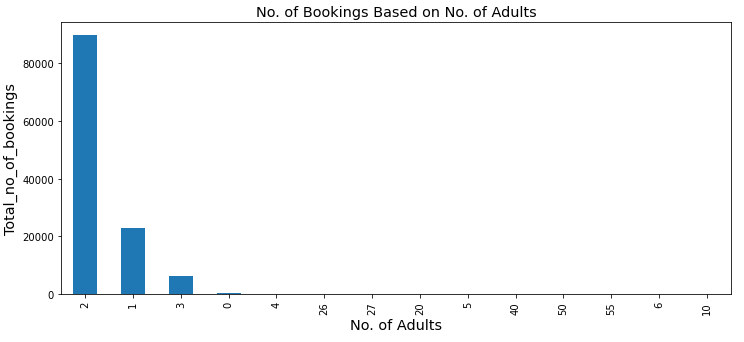 No. of Bookings Based on No. of Adults
Total_no_of_bookings
80000
60000
40000
20000
0
2 1 3 0 4 26 27 20 5 40 50 55 6 10
No. of Adults